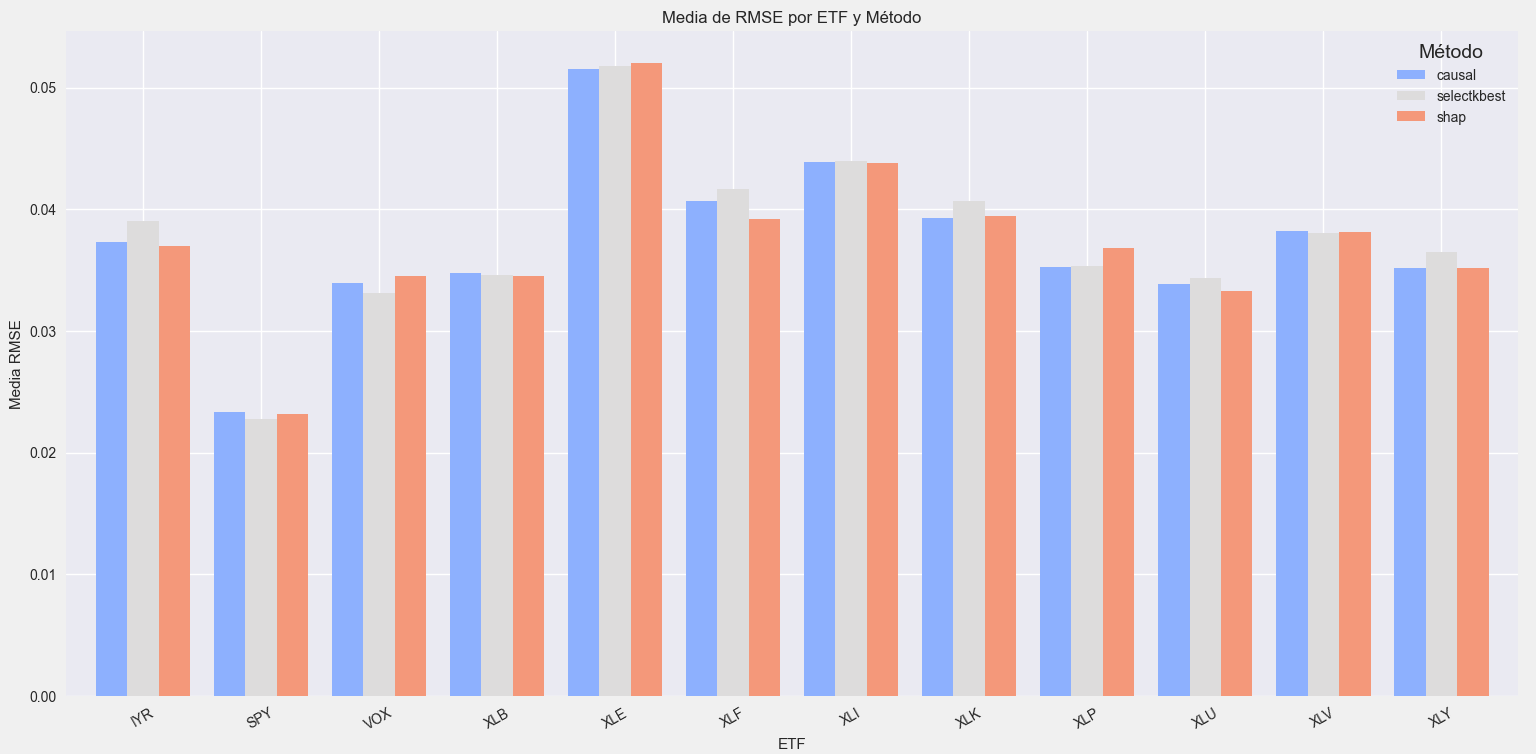 Media de RMSE por ETF y Método
Método
causal
selectkbest
shap
Media RMSE
0.05
0.04
0.03
0.02
0.01
0.00
IYR SPY VOX XLB XLE XLF XLI XLK XLP XLU XLV XLY
ETF